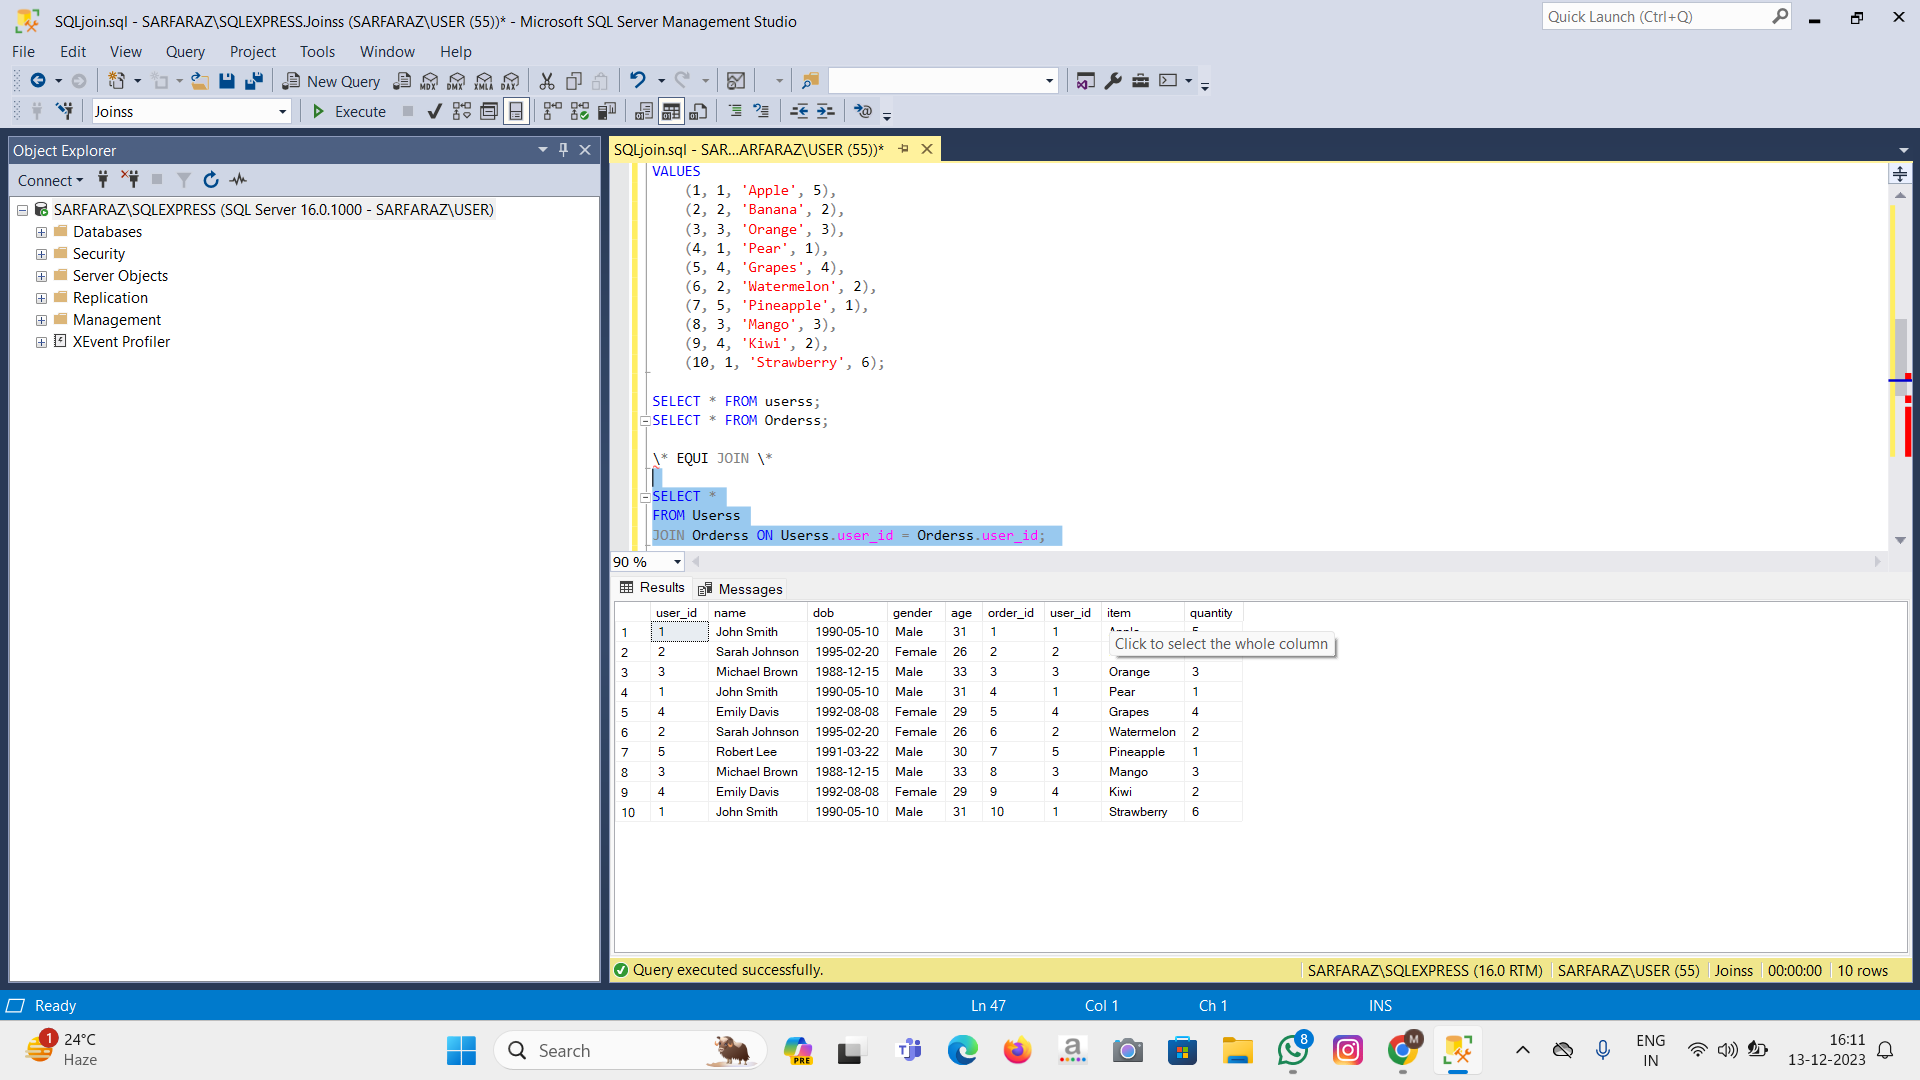 SQLjoin.sql - SARFARAZ\SQLEXPRESS.Joinss (SARFARAZ\USER (55))* - Microsoft SQL Server Management Studio
Quick Launch (Ctrl+Q)
File Edit View Query Project Tools Window Help
New Query MDX DMX XMLA DAX
Joinss Execute
Object Explorer
SQLjoin.sql - SAR...ARFARAZ\USER (55))*
Connect
SARFARAZ\SQLEXPRESS (SQL Server 16.0.1000 - SARFARAZ\USER)
Databases
Security
Server Objects
Replication
Management
XEvent Profiler
VALUES
(1, 1, 'Apple', 5),
(2, 2, 'Banana', 2),
(3, 3, 'Orange', 3),
(4, 1, 'Pear', 1),
(5, 4, 'Grapes', 4),
(6, 2, 'Watermelon', 2),
(7, 5, 'Pineapple', 1),
(8, 3, 'Mango', 3),
(9, 4, 'Kiwi', 2),
(10, 1, 'Strawberry', 6);
SELECT * FROM userss;
SELECT * FROM Orderss;
\* EQUI JOIN \*
SELECT *
FROM Userss
JOIN Orderss ON Userss.user_id = Orderss.user_id;
90 %
Results Messages
user_id name dob gender age order_id user_id item quantity
1 1 John Smith 1990-05-10 Male 31 1 1
Click to select the whole column
2 2 Sarah Johnson 1995-02-20 Female 26 2 2
3 3 Michael Brown 1988-12-15 Male 33 3 3 Orange 3
4 1 John Smith 1990-05-10 Male 31 4 1 Pear 1
5 4 Emily Davis 1992-08-08 Female 29 5 4 Grapes 4
6 2 Sarah Johnson 1995-02-20 Female 26 6 2 Watermelon 2
7 5 Robert Lee 1991-03-22 Male 30 7 5 Pineapple 1
8 3 Michael Brown 1988-12-15 Male 33 8 3 Mango 3
9 4 Emily Davis 1992-08-08 Female 29 9 4 Kiwi 2
10 1 John Smith 1990-05-10 Male 31 10 1 Strawberry 6
Query executed successfully. SARFARAZ\SQLEXPRESS (16.0 RTM) SARFARAZ\USER (55) Joinss 00:00:00 10 rows
Ready Ln 47 Col 1 Ch 1 INS
1 24°C
Haze
Search
PRE
a
8
M
ENG
IN
16:11
13-12-2023